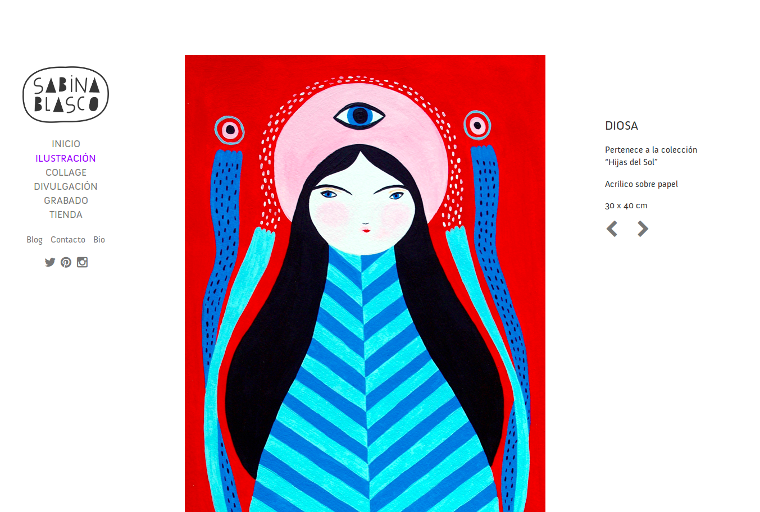 SABINA
BLASCO
INICIO
ILUSTRACIÓN
COLLAGE
DIVULGACIÓN
GRABADO
TIENDA
Blog Contacto Bio
DIOSA
Pertenece a la colección
"Hijas del Sol"
Acrílico sobre papel
30 x 40 cm